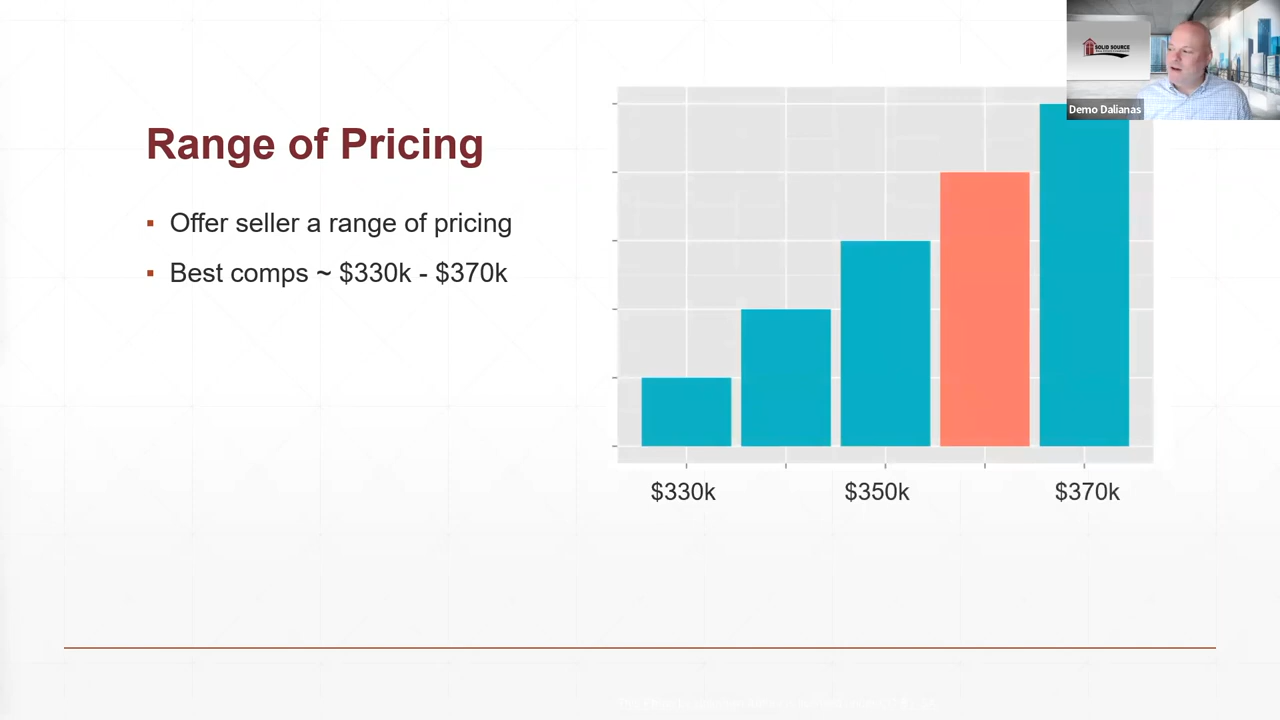 Range of Pricing
▪ Offer seller a range of pricing
▪ Best comps ~ $330k - $370k
SOLID SOURCE
Demo Dalianas
$330k
$350k
$370k